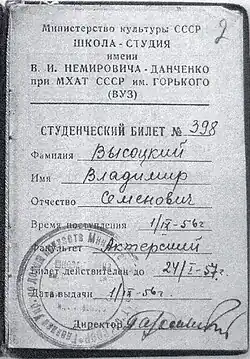 2
Министерство культуры СССР
ШКОЛА - СТУДИЯ
имени
В. И. НЕМИРОВИЧА - ДАНЧЕНКО
при МХАТ СССР им. ГОРЬКОГО
(ВУЗ)
СТУДЕНЧЕСКИЙ БИЛЕТ № 398
Фамилия Высоцкий
Имя Владимир
Отчество Семенович
Время поступления 1/IX-56г
Факультет Актерский
Билет действителен до 24/I-57г.
Дата выдачи 1/IX-56г.
Директор